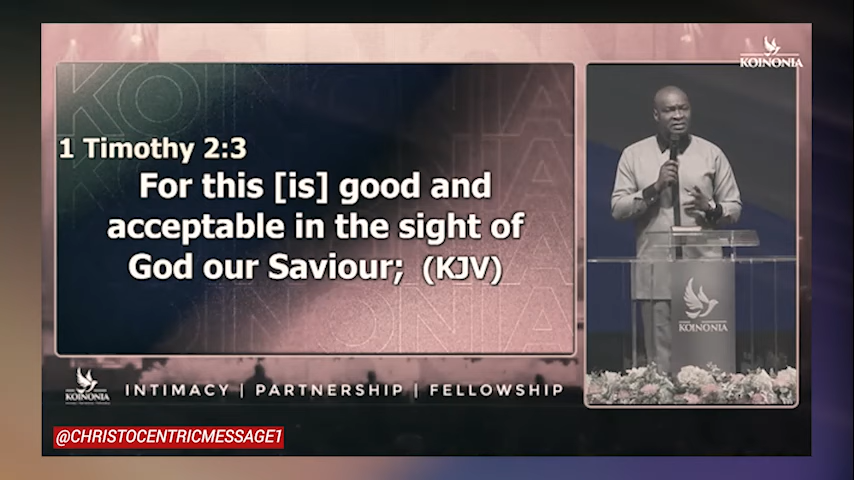 KOINONIA
1 Timothy 2:3
For this [is] good and
acceptable in the sight of
God our Saviour; (KJV)
KOINONIA
KOINONIA
INTIMACY | PARTNERSHIP | FELLOWSHIP
@CHRISTOCENTRICMESSAGE1